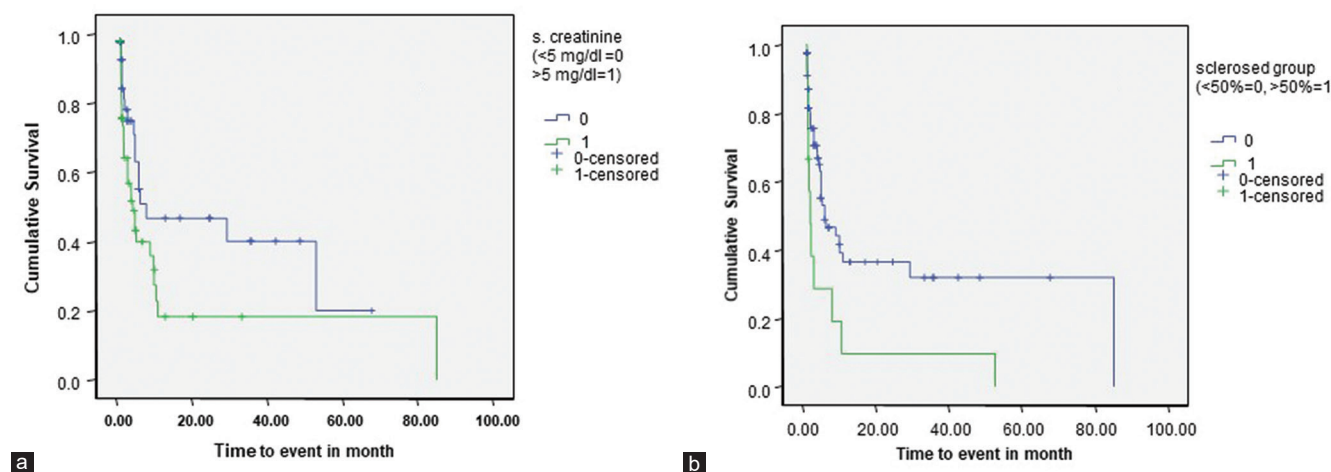 1.0
0.8
0.6
0.4
0.2
0.0
Cumulative Survival
0.00 20.00 40.00 60.00 80.00 100.00
Time to event in month
s. creatinine
(<5 mg/dl =0
>5 mg/dl=1)
0
1
0-censored
1-censored
a
1.0
0.8
0.6
0.4
0.2
0.0
Cumulative Survival
0.00 20.00 40.00 60.00 80.00 100.00
Time to event in month
sclerosed group
(<50%=0, >50%=1
0
1
0-censored
1-censored
b